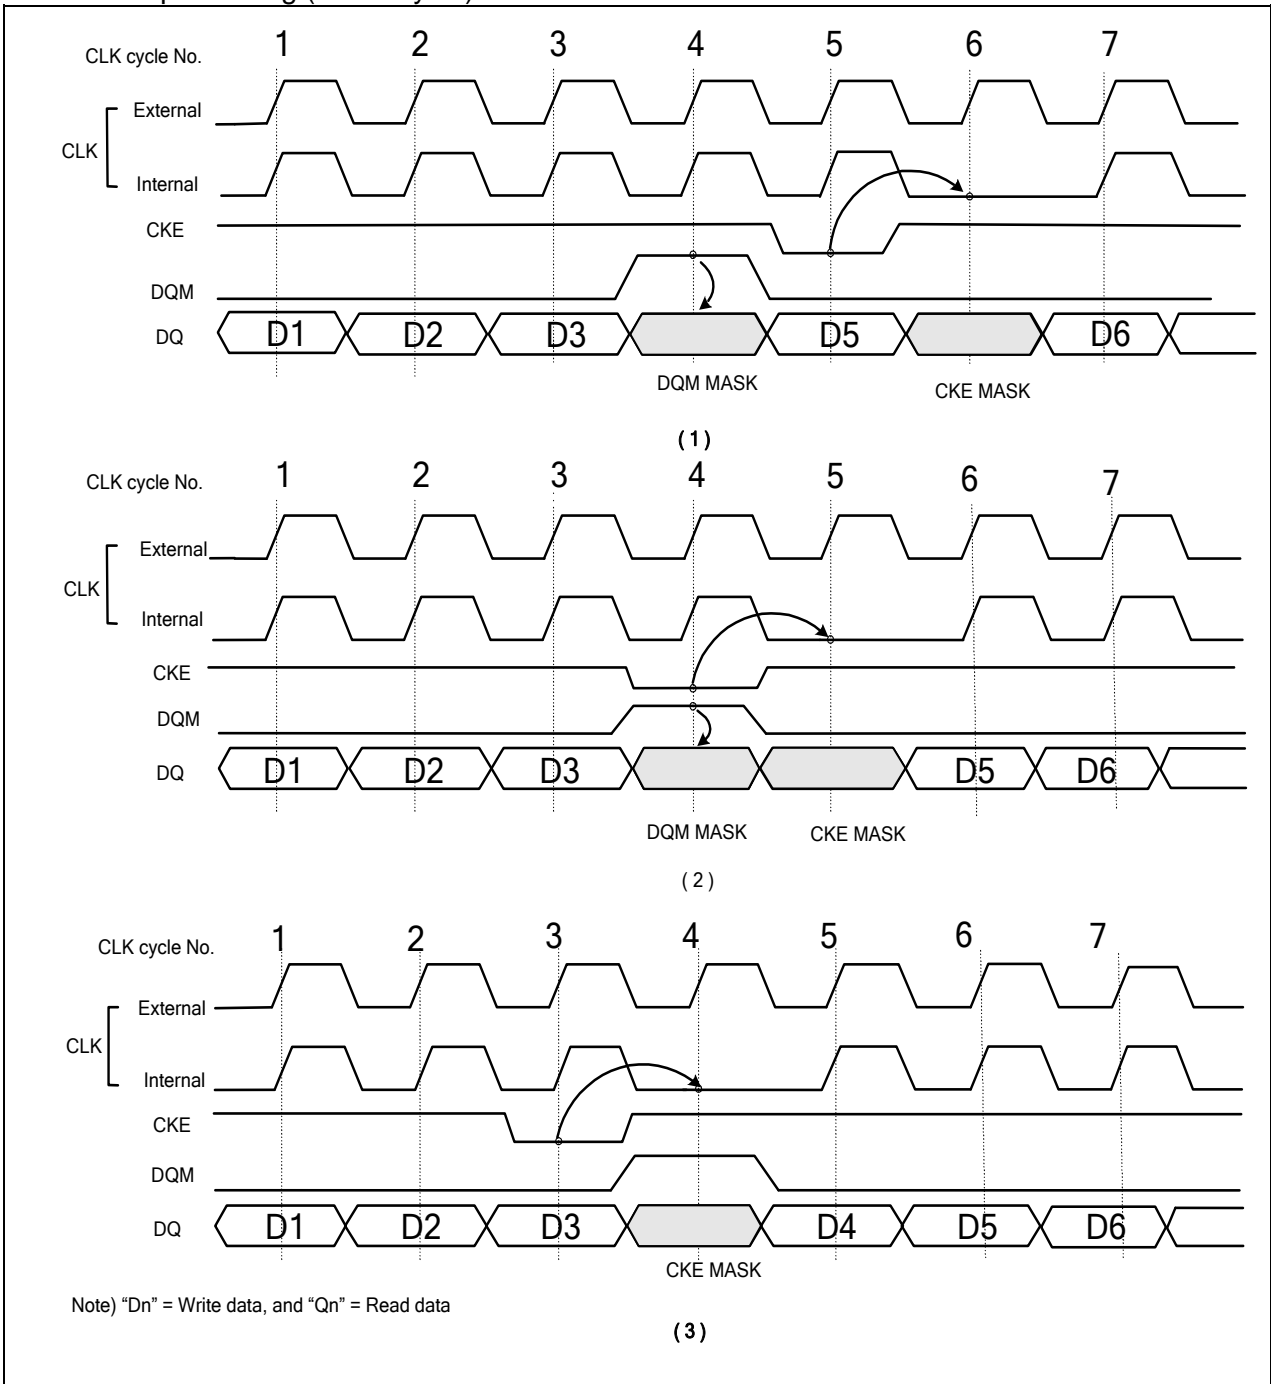 CLK cycle No. 1 2 3 4 5 6 7
External
CLK
Internal
CKE
DQM
DQ D1 D2 D3 D5 D6
DQM MASK CKE MASK
(1)
CLK cycle No. 1 2 3 4 5 6 7
External
CLK
Internal
CKE
DQM
DQ D1 D2 D3 D5 D6
DQM MASK CKE MASK
(2)
CLK cycle No. 1 2 3 4 5 6 7
External
CLK
Internal
CKE
DQM
DQ D1 D2 D3 D4 D5 D6
CKE MASK
Note) “Dn” = Write data, and “Qn” = Read data
(3)